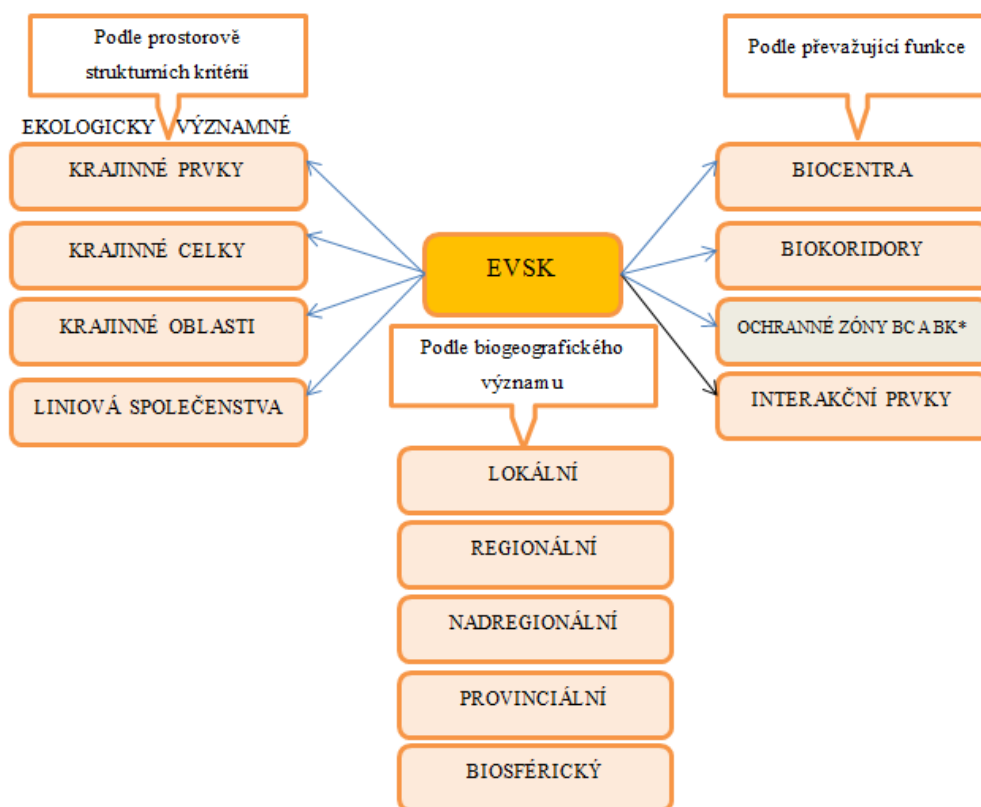 Podle prostorově
strukturních kritérií
EKOLOGICKY VÝZNAMNÉ
KRAJINNÉ PRVKY
KRAJINNÉ CELKY
KRAJINNÉ OBLASTI
LINIOVÁ SPOLEČENSTVA
EVSK
Podle biogeografického
významu
LOKÁLNÍ
REGIONÁLNÍ
NADREGIONÁLNÍ
PROVINCIÁLNÍ
BIOSFÉRICKÝ
Podle převažující funkce
BIOCENTRA
BIOKORIDORY
OCHRANNÉ ZÓNY BC A BK*
INTERAKČNÍ PRVKY